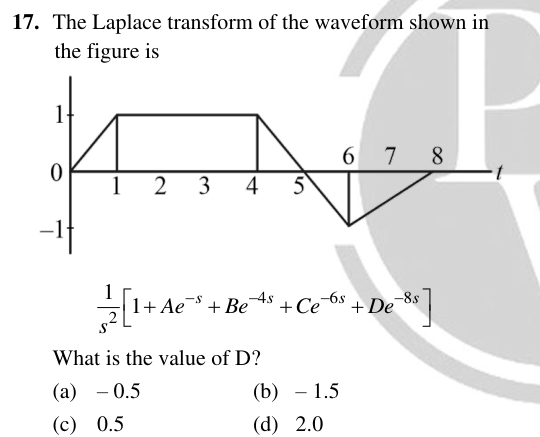 17. The Laplace transform of the waveform shown in
the figure is
1
0
–1
1 2 3 4 5
6 7 8
t
1/s² [1 + Ae⁻ˢ + Be⁻⁴ˢ + Ce⁻⁶ˢ + De⁻⁸ˢ]
What is the value of D?
(a) – 0.5 (b) – 1.5
(c) 0.5 (d) 2.0